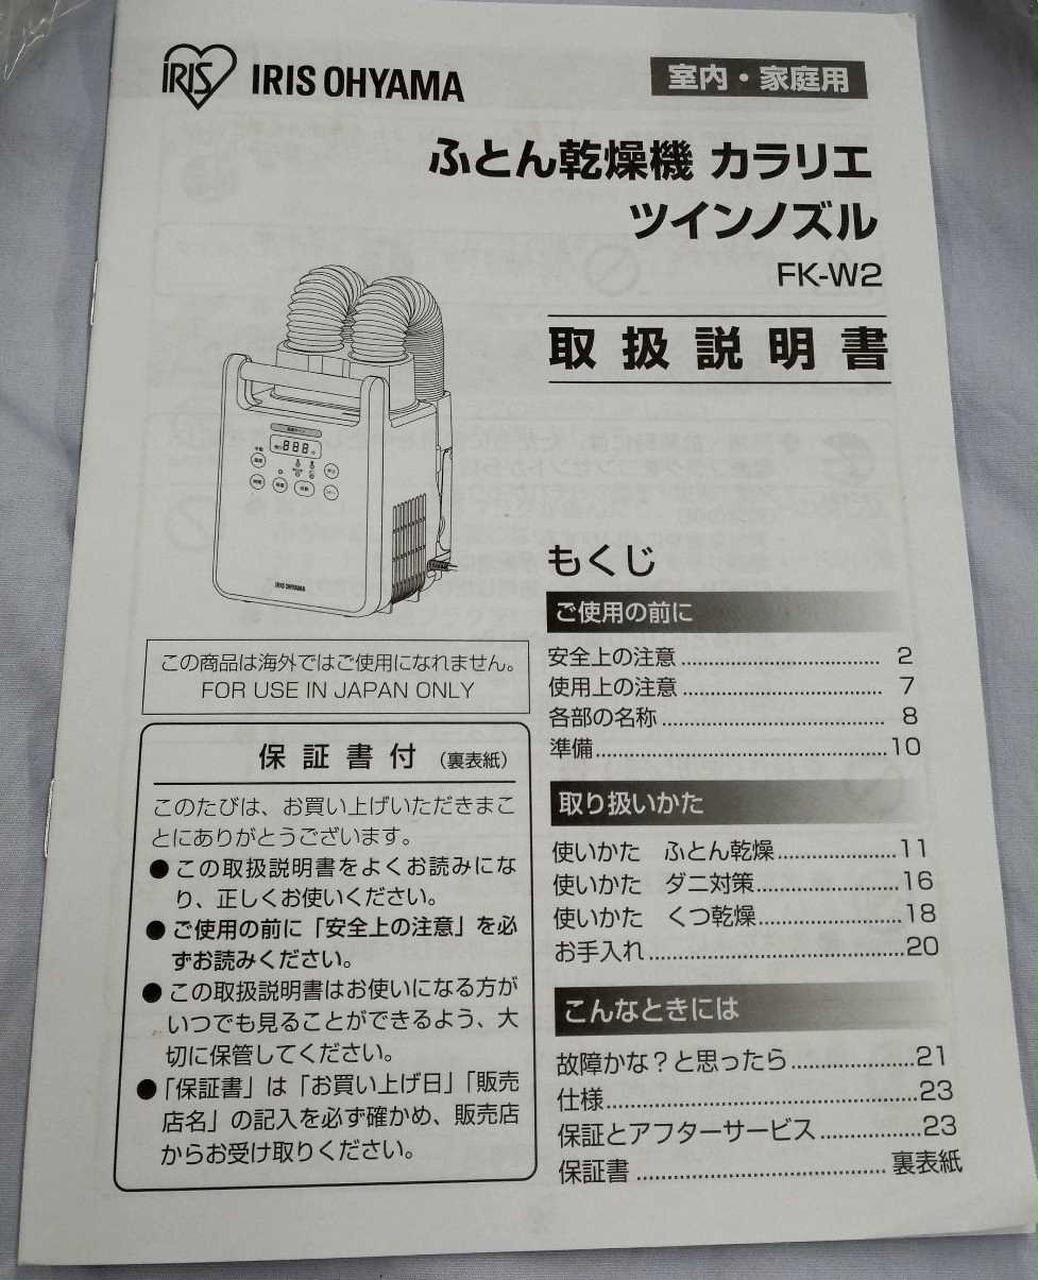 IRIS IRIS OHYAMA
室内・家庭用
ふとん乾燥機 カラリエ
ツインノズル
FK-W2
取扱説明書
IRIS OHYAMA
この商品は海外ではご使用になれません。
FOR USE IN JAPAN ONLY
保証書付（裏表紙）
このたびは、お買い上げいただきまこ
とにありがとうございます。
●この取扱説明書をよくお読みにな
り、正しくお使いください。
●ご使用の前に「安全上の注意」を必
ずお読みください。
●この取扱説明書はお使いになる方が
いつでも見ることができるよう、大
切に保管してください。
●「保証書」は「お買い上げ日」「販売
店名」の記入を必ず確かめ、販売店
からお受け取りください。
もくじ
ご使用の前に
安全上の注意 ................................. 2
使用上の注意 ................................. 7
各部の名称 ..................................... 8
準備 ................................................ 10
取り扱いかた
使いかた　ふとん乾燥 .................... 11
使いかた　ダニ対策 ........................ 16
使いかた　くつ乾燥 ........................ 18
お手入れ .......................................... 20
こんなときには
故障かな？と思ったら .................... 21
仕様 .................................................. 23
保証とアフターサービス ................ 23
保証書 ........................................ 裏表紙